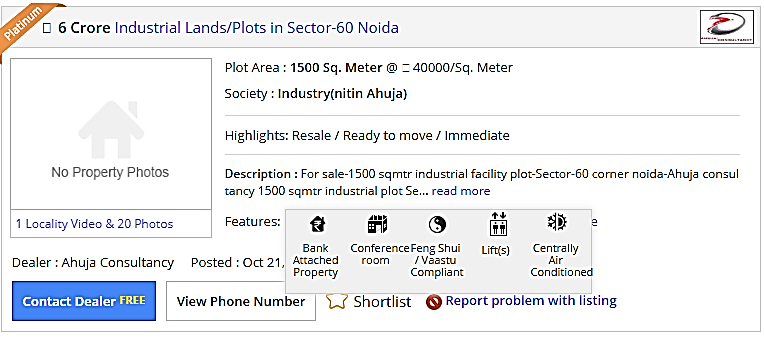 Platinum
6 Crore Industrial Lands/Plots in Sector-60 Noida
Plot Area : 1500 Sq. Meter @ 40000/Sq. Meter
Society : Industry(nitin Ahuja)
Highlights: Resale / Ready to move / Immediate
No Property Photos
Description : For sale-1500 sqmtr industrial facility plot-Sector-60 corner noida-Ahuja consul
tancy 1500 sqmtr industrial plot Se... read more
1 Locality Video & 20 Photos
Features:
Bank Attached Property
Conference room
Feng Shui / Vaastu Compliant
Lift(s)
Centrally Air Conditioned
Dealer : Ahuja Consultancy Posted : Oct 21,
Contact Dealer FREE
View Phone Number
Shortlist
Report problem with listing